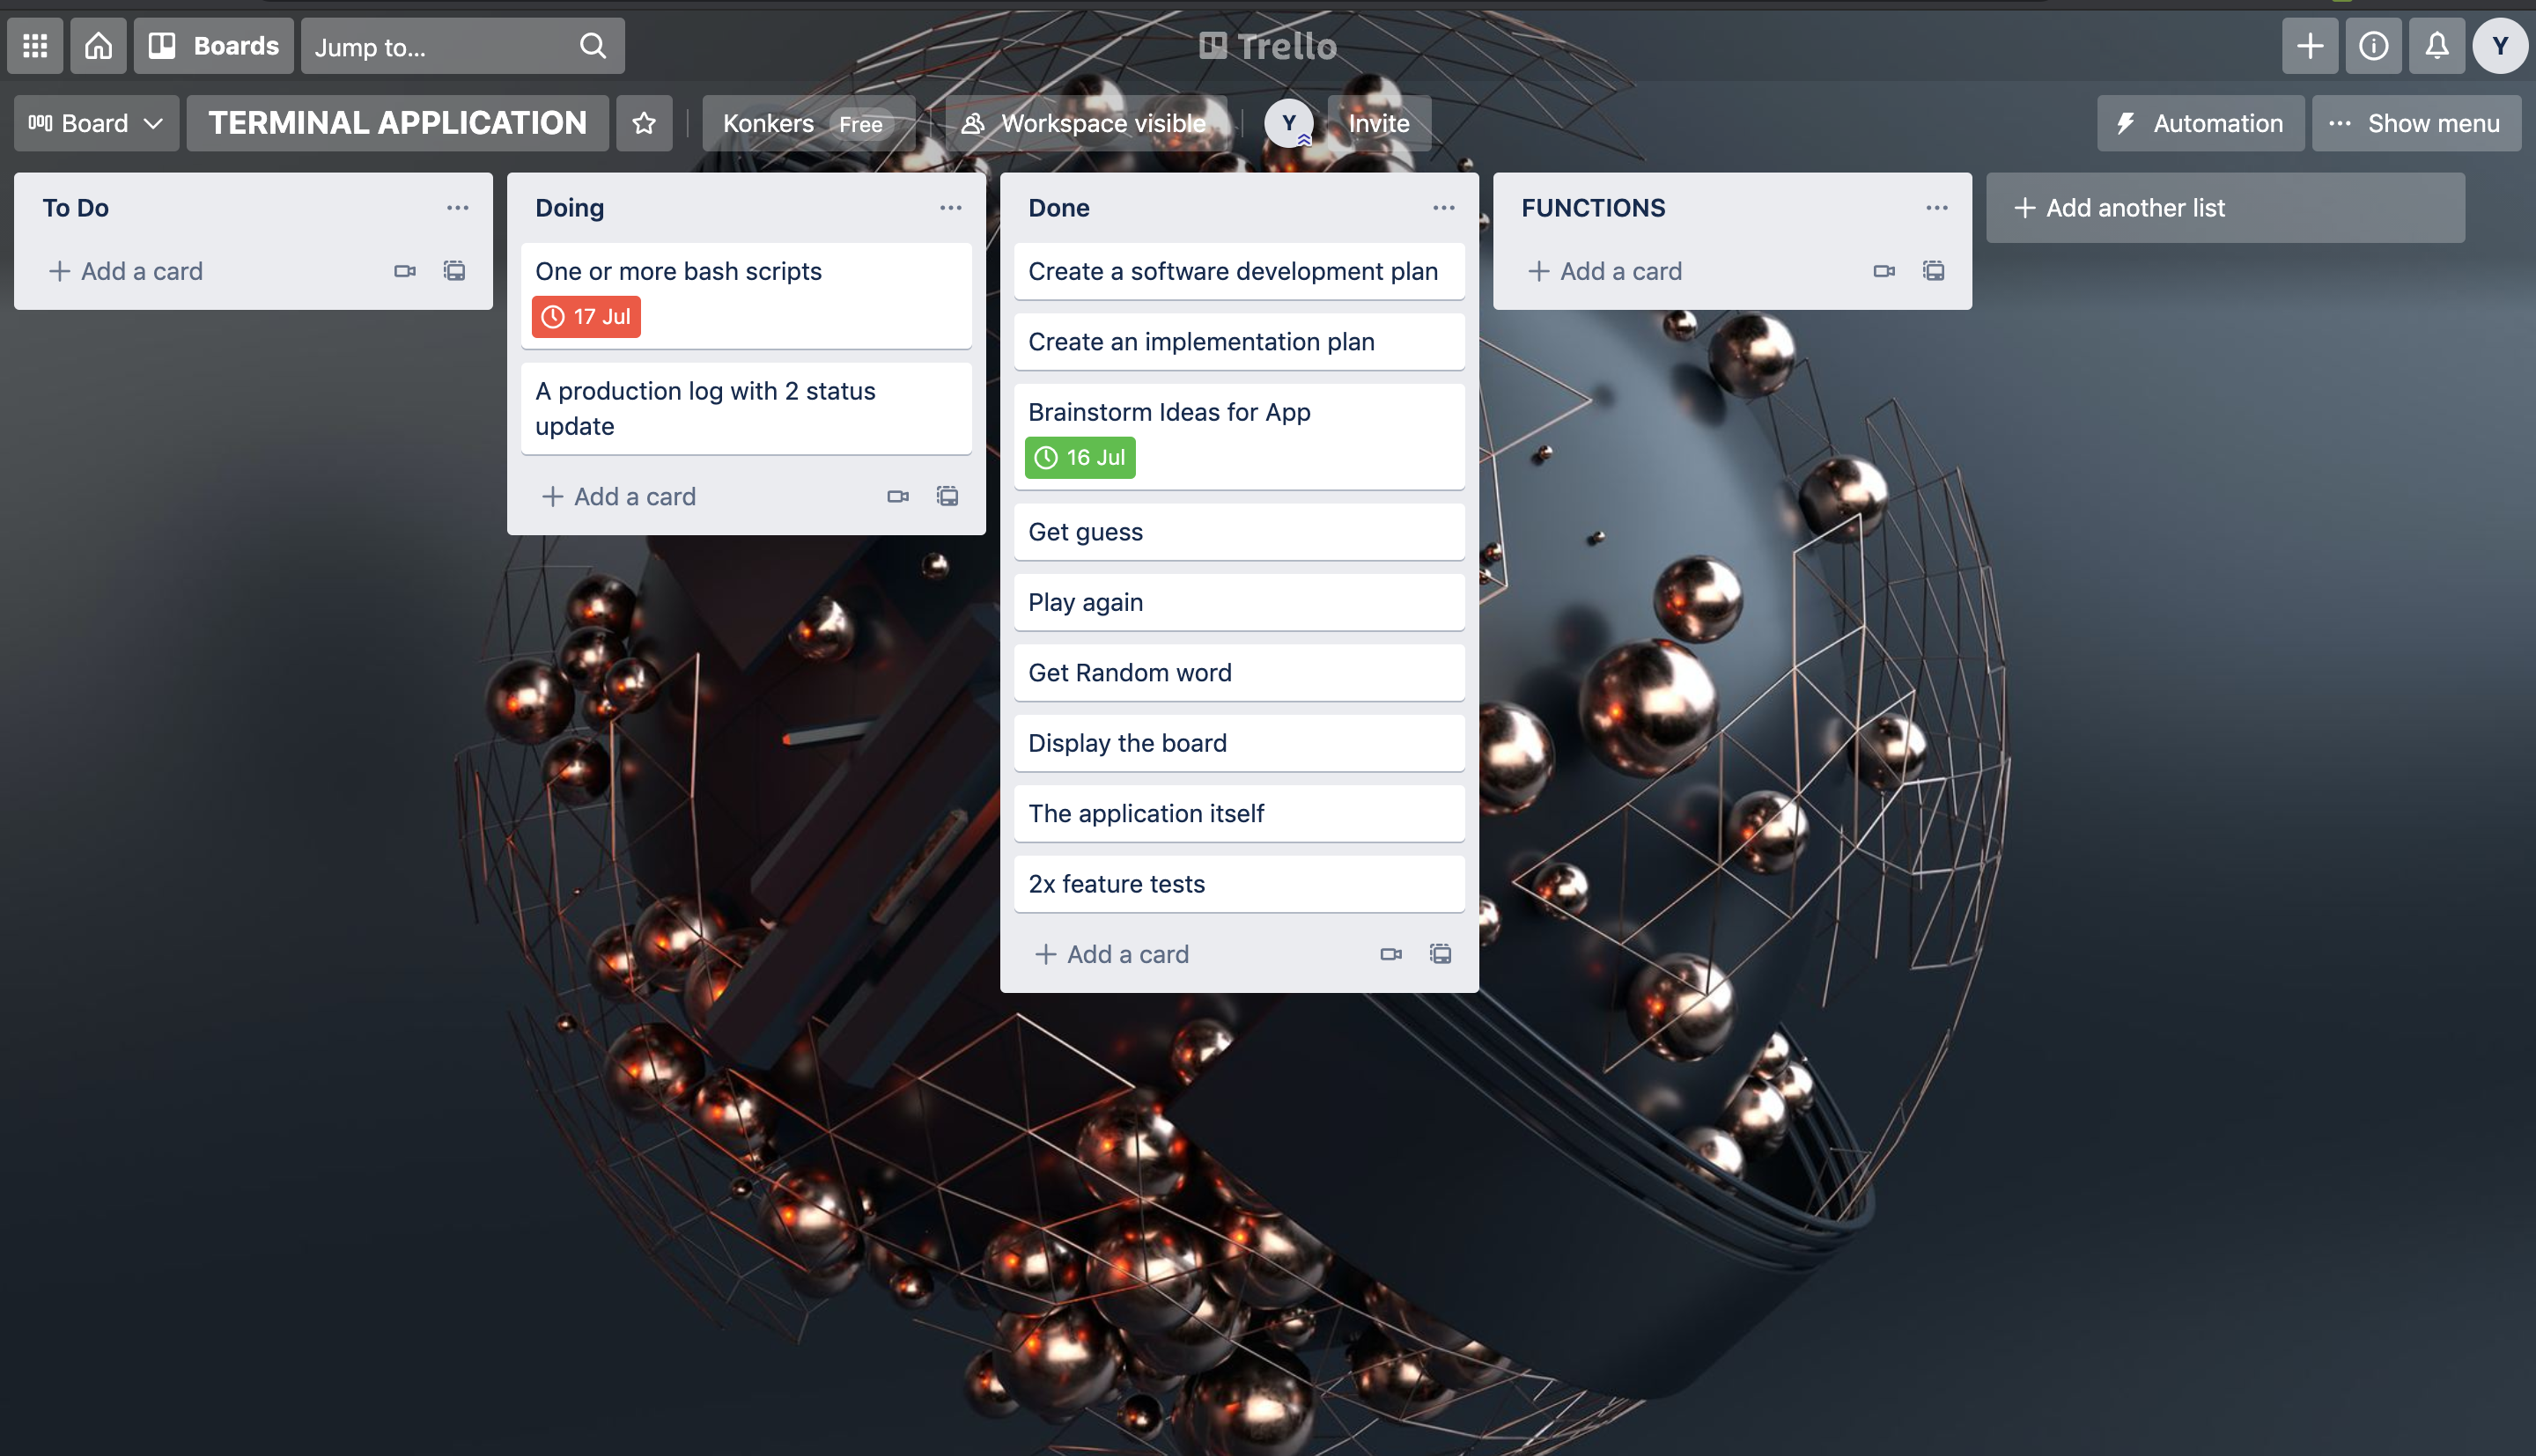 Boards
Jump to...
Trello
Y
Board
TERMINAL APPLICATION
Konkers Free
Workspace visible
Y
Invite
Automation
Show menu
To Do
Add a card
Doing
One or more bash scripts
17 Jul
A production log with 2 status
update
Add a card
Done
Create a software development plan
Create an implementation plan
Brainstorm Ideas for App
16 Jul
Get guess
Play again
Get Random word
Display the board
The application itself
2x feature tests
Add a card
FUNCTIONS
Add a card
Add another list